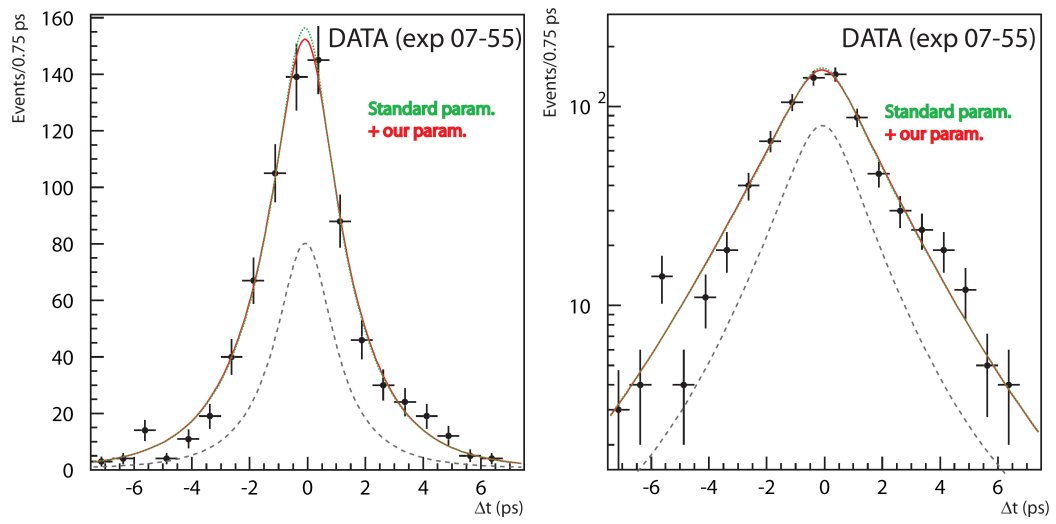 Events/0.75 ps
160
140
120
100
80
60
40
20
0
DATA (exp 07-55)
Standard param.
+ our param.
-6 -4 -2 0 2 4 6
Δt (ps)
Events/0.75 ps
10 2
10
DATA (exp 07-55)
Standard param.
+ our param.
-6 -4 -2 0 2 4 6
Δt (ps)